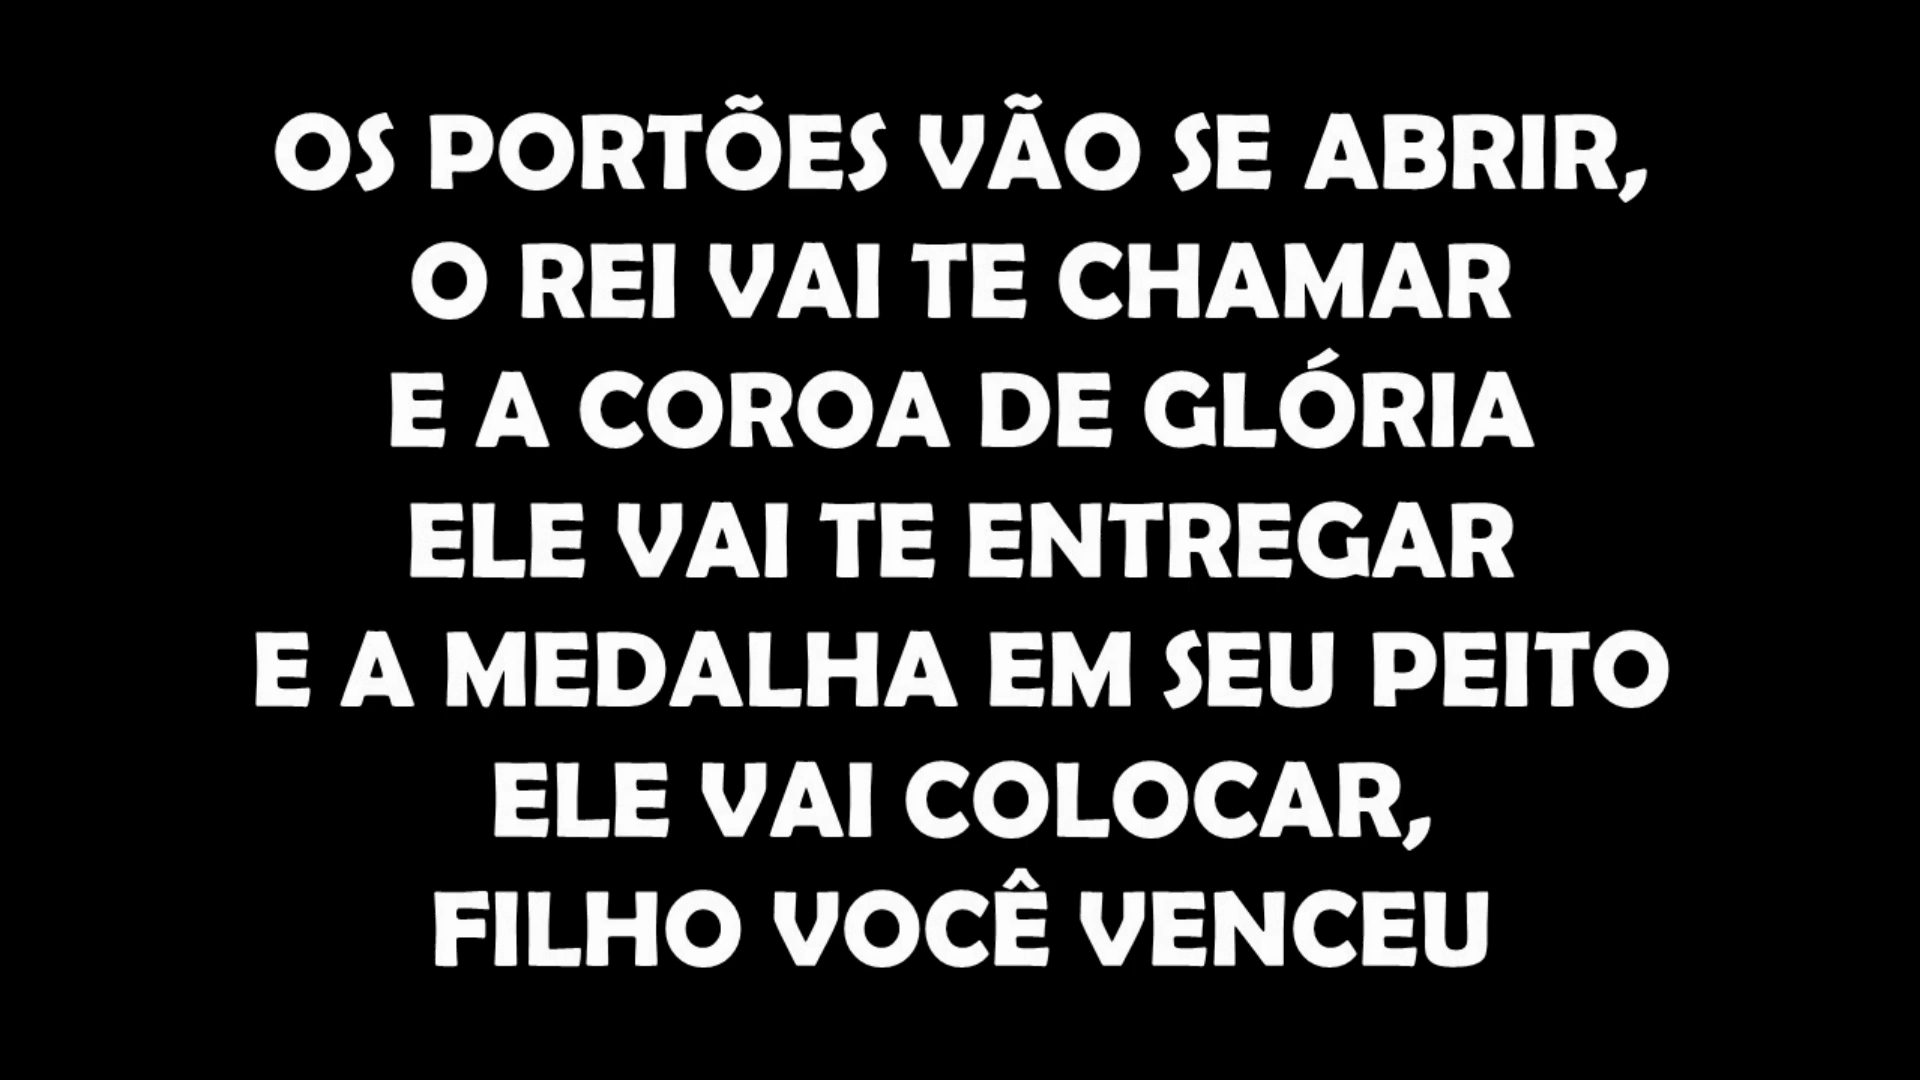 OS PORTÕES VÃO SE ABRIR,
O REI VAI TE CHAMAR
E A COROA DE GLÓRIA
ELE VAI TE ENTREGAR
E A MEDALHA EM SEU PEITO
ELE VAI COLOCAR,
FILHO VOCÊ VENCEU